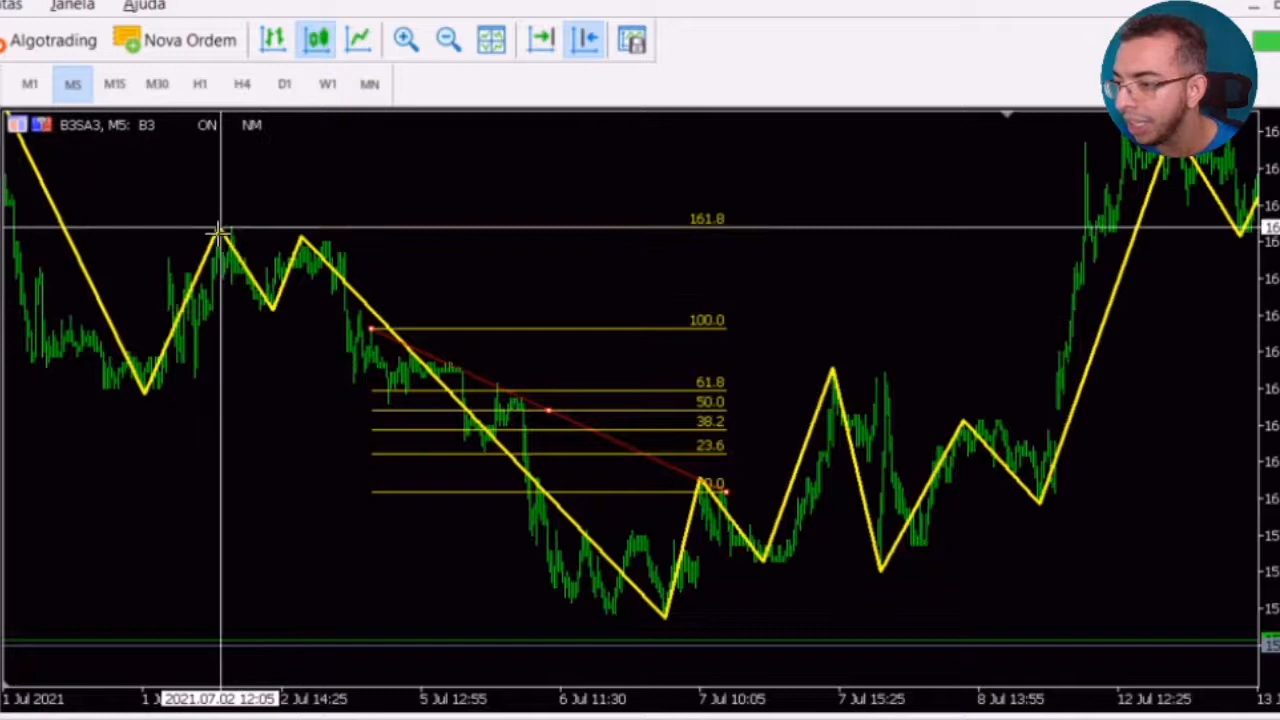 Janela Ajuda
Algotrading Nova Ordem
M1 M5 M15 M30 H1 H4 D1 W1 MN
B3SA3, M5: B3 ON NM
161.8
100.0
61.8
50.0
38.2
23.6
1 Jul 2021 2021.07.02 12:05 2 Jul 14:25 5 Jul 12:55 6 Jul 11:30 7 Jul 10:05 7 Jul 15:25 8 Jul 13:55 12 Jul 12:25